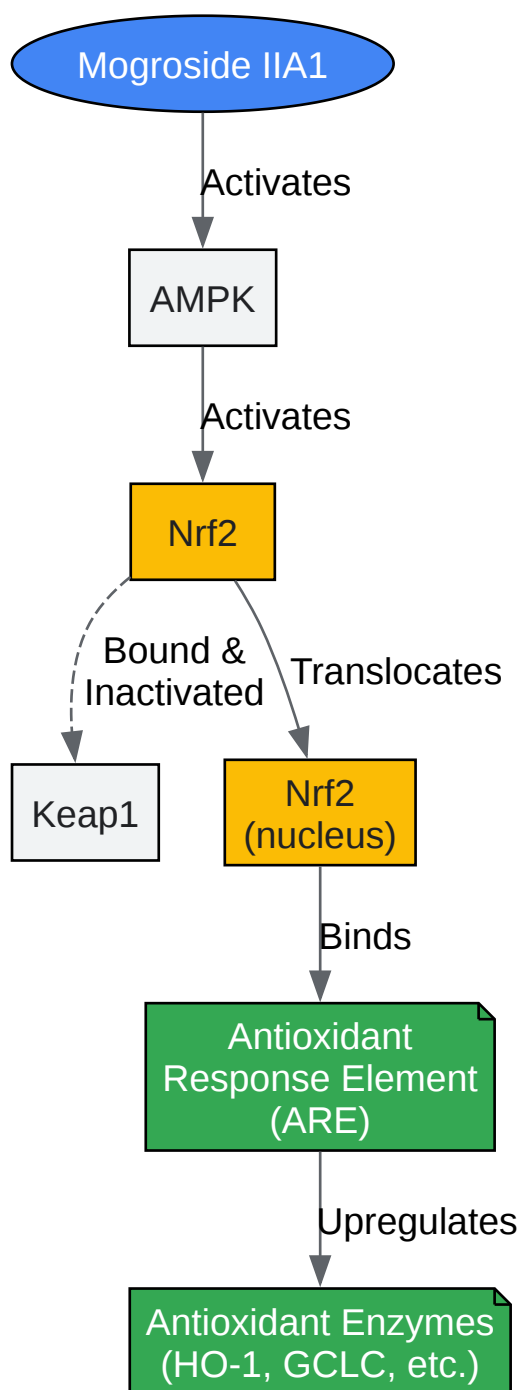 Mogroside IIA1
Activates
AMPK
Activates
Nrf2
Bound &
Inactivated
Translocates
Keap1
Nrf2
(nucleus)
Binds
Antioxidant
Response Element
(ARE)
Upregulates
Antioxidant Enzymes
(HO-1, GCLC, etc.)